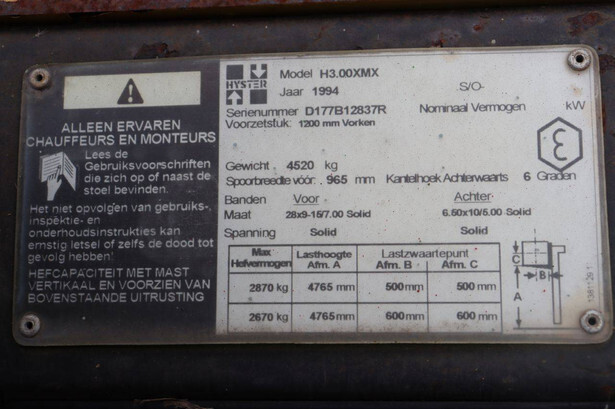 ALLEEN ERVAREN
CHAUFFEURS EN MONTEURS
Lees de
Gebruiksvoorschriften
die zich op of naast de
stoel bevinden.
Het niet opvolgen van gebruiks-,
inspektie- en
onderhoudsinstrukties kan
ernstig letsel of zelfs de dood tot
gevolg hebben!
HEFCAPACITEIT MET MAST
VERTIKAAL EN VOORZIEN VAN
BOVENSTAANDE UITRUSTING
HYSTER
Model H3.00XMX
Jaar 1994 S/O-
Serienummer D177B12837R Nominaal Vermogen kW
Voorzetstuk: 1200 mm Vorken
Gewicht 4520 kg
Spoorbreedte vóór: 965 mm Kantelhoek Achterwaarts 6 Graden
Banden Voor Achter
Maat 28x9-15/7.00 Solid 6.50x10/5.00 Solid
Spanning Solid Solid
Max Lasthoogte Lastzwaartepunt
Hefvermogen Afm. A Afm. B Afm. C
2870 kg 4765 mm 500 mm 500 mm
2670 kg 4765 mm 600 mm 600 mm
C
B
A